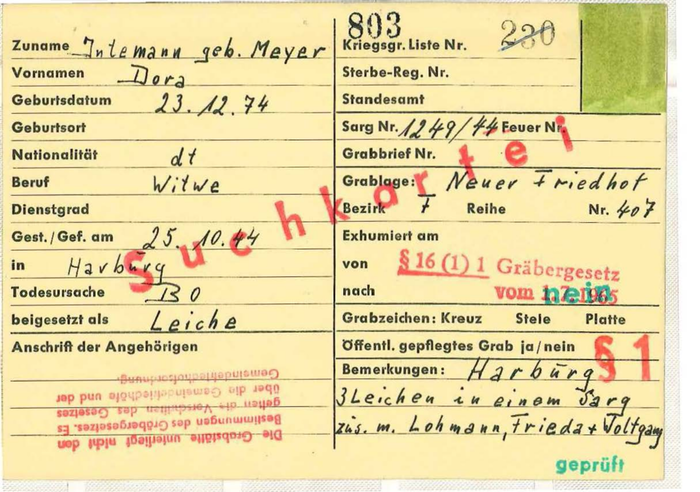 Zuname Intemann geb. Meyer
Vornamen Dora
Geburtsdatum 23.12.74
Geburtsort
Nationalität dt
Beruf Witwe
Dienstgrad
Gest./Gef. am 25.10.44
in Harburg
Todesursache BO
beigesetzt als Leiche
Anschrift der Angehörigen
Die Grabstätte unterliegt nicht den
Bestimmungen des Gräbergesetzes. Es
gelten die Vorschriften des Gesetzes
über die Gemeindefriedhöfe und der
Gemeindefriedhofsordnung.
803 230
Kriegsgr. Liste Nr.
Sterbe-Reg. Nr.
Standesamt
Sarg Nr. 1249/44 Feuer Nr.
Grabbrief Nr.
Grablage: Neuer Friedhof
Bezirk F Reihe Nr. 407
Exhumiert am
von § 16 (1) 1 Gräbergesetz
nach vom 1.7.1965
nein
Grabzeichen: Kreuz Stele Platte
Öffentl. gepflegtes Grab ja/nein
§ 1
Bemerkungen: Harburg
3 Leichen in einem Sarg
zus. m. Lohmann, Frieda + Wolfgang
geprüft
Suchkartei